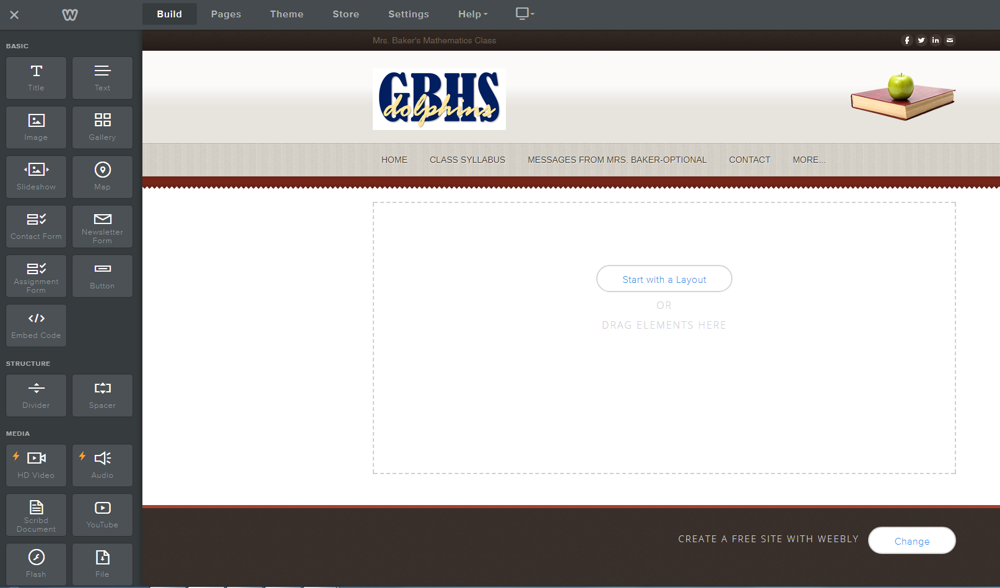 Build
Pages
Theme
Store
Settings
Help
BASIC
Title
Text
Image
Gallery
Slideshow
Map
Contact Form
Newsletter
Form
Assignment
Form
Button
Embed Code
STRUCTURE
Divider
Spacer
MEDIA
HD Video
Audio
Scribd
Document
YouTube
Flash
File
Mrs. Baker's Mathematics Class
GBHS
dolphins
HOME
CLASS SYLLABUS
MESSAGES FROM MRS. BAKER-OPTIONAL
CONTACT
MORE...
Start with a Layout
OR
DRAG ELEMENTS HERE
CREATE A FREE SITE WITH WEEBLY
Change